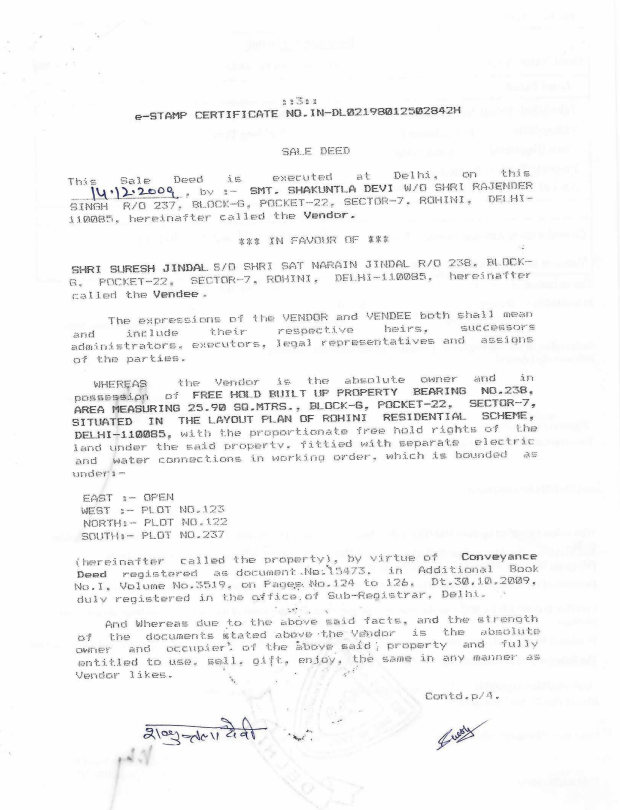 ::3::
e-STAMP CERTIFICATE NO.IN-DL02198012502842H
SALE DEED
This Sale Deed is executed at Delhi, on this
14.12.2009, by :- SMT. SHAKUNTLA DEVI W/O SHRI RAJENDER
SINGH R/O 237, BLOCK-G, POCKET-22, SECTOR-7, ROHINI, DELHI-
110085, hereinafter called the Vendor.
*** IN FAVOUR OF ***
SHRI SURESH JINDAL S/O SHRI SAT NARAIN JINDAL R/O 238, BLOCK-
G, POCKET-22, SECTOR-7, ROHINI, DELHI-110085, hereinafter
called the Vendee.
The expressions of the VENDOR and VENDEE both shall mean
and include their respective heirs, successors
administrators, executors, legal representatives and assigns
of the parties.
WHEREAS the Vendor is the absolute owner and in
possession of FREE HOLD BUILT UP PROPERTY BEARING NO.238,
AREA MEASURING 25.90 SQ.MTRS., BLOCK-G, POCKET-22, SECTOR-7,
SITUATED IN THE LAYOUT PLAN OF ROHINI RESIDENTIAL SCHEME,
DELHI-110085, with the proportionate free hold rights of the
land under the said property, fittied with separate electric
and water connections in working order, which is bounded as
under:-
EAST :- OPEN
WEST :- PLOT NO.123
NORTH:- PLOT NO.122
SOUTH:- PLOT NO.237
(hereinafter called the property), by virtue of Conveyance
Deed registered as document No.15473, in Additional Book
No.I, Volume No.3519, on Pages No.124 to 126, Dt.30.10.2009,
duly registered in the office of Sub-Registrar, Delhi.
And Whereas due to the above said facts, and the strength
of the documents stated above the Vendor is the absolute
owner and occupier of the above said property and fully
entitled to use, sell, gift, enjoy, the same in any manner as
Vendor likes.
Contd.p/4.
शकुन्तला देवी
DELHI